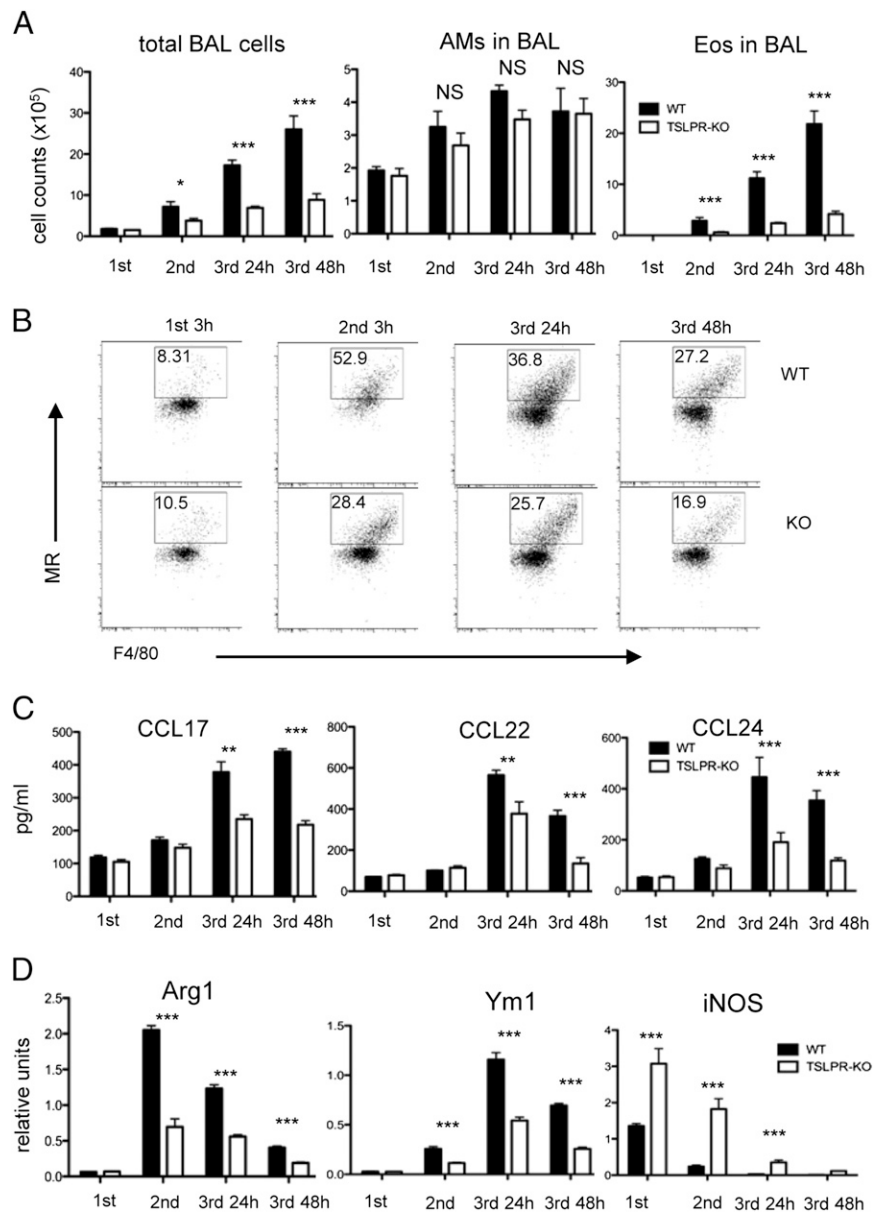 A
total BAL cells
AMs in BAL
Eos in BAL
cell counts (x10⁵)
40
30
20
10
0
*
***
***
1st
2nd
3rd 24h
3rd 48h
5
4
3
2
1
0
NS
NS
NS
1st
2nd
3rd 24h
3rd 48h
30
20
10
0
WT
TSLPR-KO
***
***
***
1st
2nd
3rd 24h
3rd 48h
B
1st 3h
2nd 3h
3rd 24h
3rd 48h
8.31
52.9
36.8
27.2
WT
10.5
28.4
25.7
16.9
KO
MR
F4/80
C
CCL17
CCL22
CCL24
pg/ml
500
400
300
200
100
0
**
***
1st
2nd
3rd 24h
3rd 48h
800
600
400
200
0
**
***
1st
2nd
3rd 24h
3rd 48h
600
400
200
0
WT
TSLPR-KO
***
***
1st
2nd
3rd 24h
3rd 48h
D
Arg1
Ym1
iNOS
relative units
2.5
2.0
1.5
1.0
0.5
0.0
***
***
***
1st
2nd
3rd 24h
3rd 48h
1.5
1.0
0.5
0.0
***
***
***
1st
2nd
3rd 24h
3rd 48h
4
3
2
1
0
WT
TSLPR-KO
***
***
***
1st
2nd
3rd 24h
3rd 48h